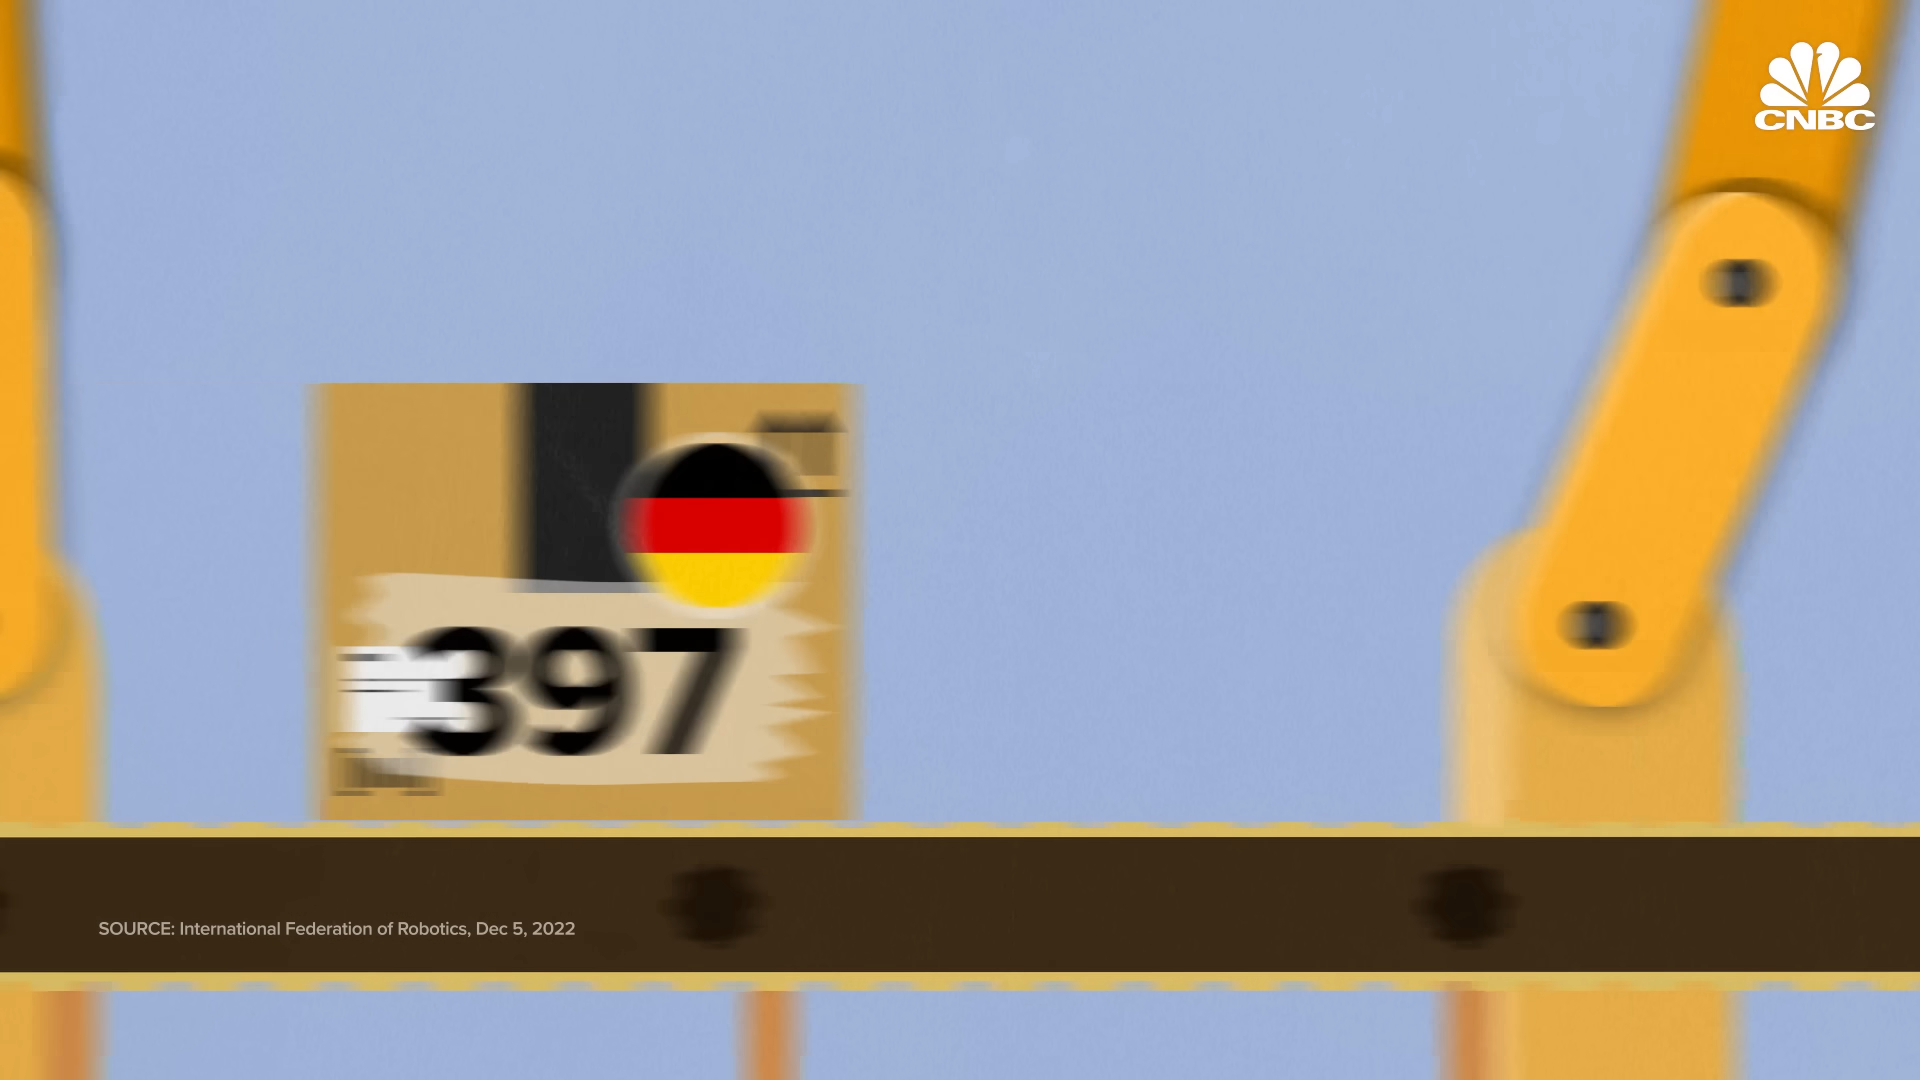 CNBC
397
SOURCE: International Federation of Robotics, Dec 5, 2022